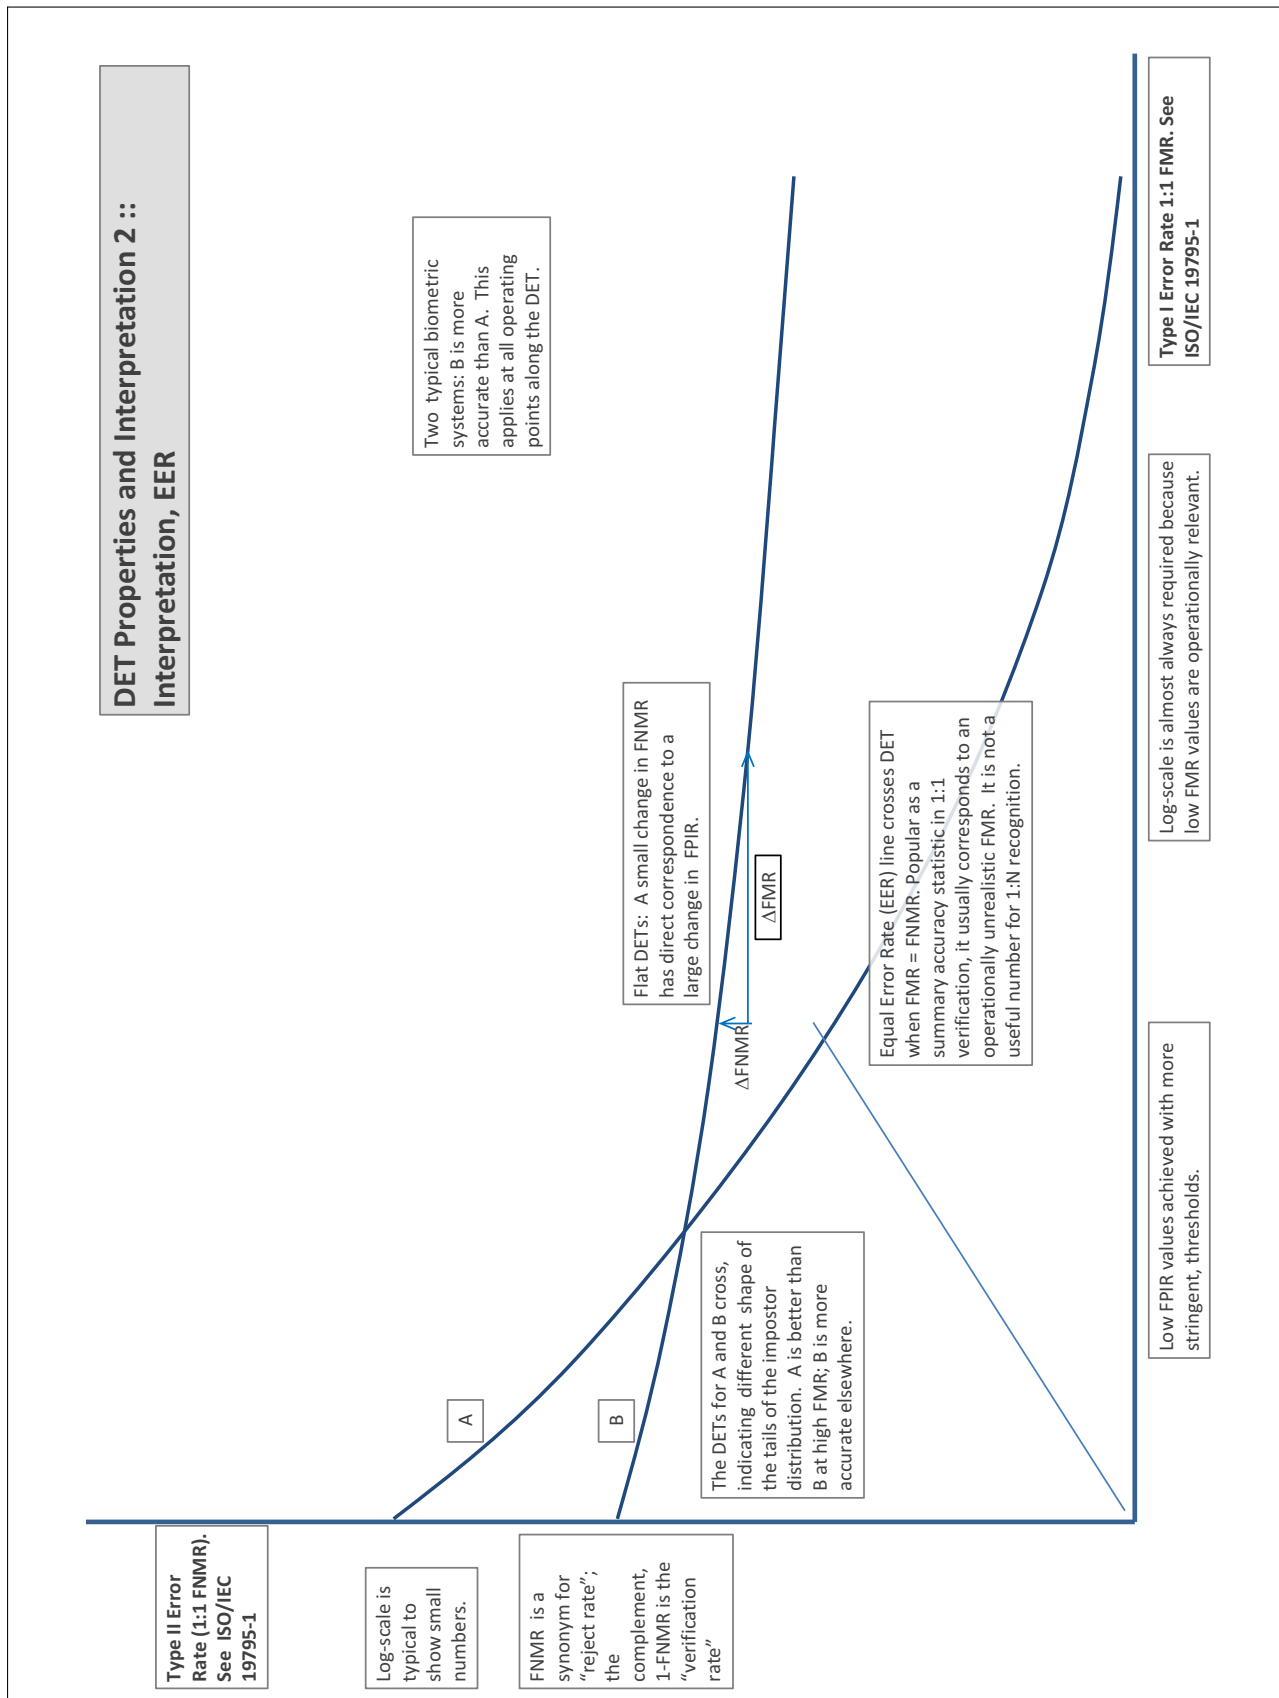 DET Properties and Interpretation 2 ::
Interpretation, EER
Type II Error
Rate (1:1 FNMR).
See ISO/IEC
19795-1
Log-scale is
typical to
show small
numbers.
FNMR is a
synonym for
“reject rate”;
the
complement,
1-FNMR is the
“verification
rate”
A
B
Two typical biometric
systems: B is more
accurate than A. This
applies at all operating
points along the DET.
Flat DETs: A small change in FNMR
has direct correspondence to a
large change in FPIR.
ΔFNMR
ΔFMR
The DETs for A and B cross,
indicating different shape of
the tails of the impostor
distribution. A is better than
B at high FMR; B is more
accurate elsewhere.
Equal Error Rate (EER) line crosses DET
when FMR = FNMR. Popular as a
summary accuracy statistic in 1:1
verification, it usually corresponds to an
operationally unrealistic FMR. It is not a
useful number for 1:N recognition.
Low FPIR values achieved with more
stringent, thresholds.
Log-scale is almost always required because
low FMR values are operationally relevant.
Type I Error Rate 1:1 FMR. See
ISO/IEC 19795-1